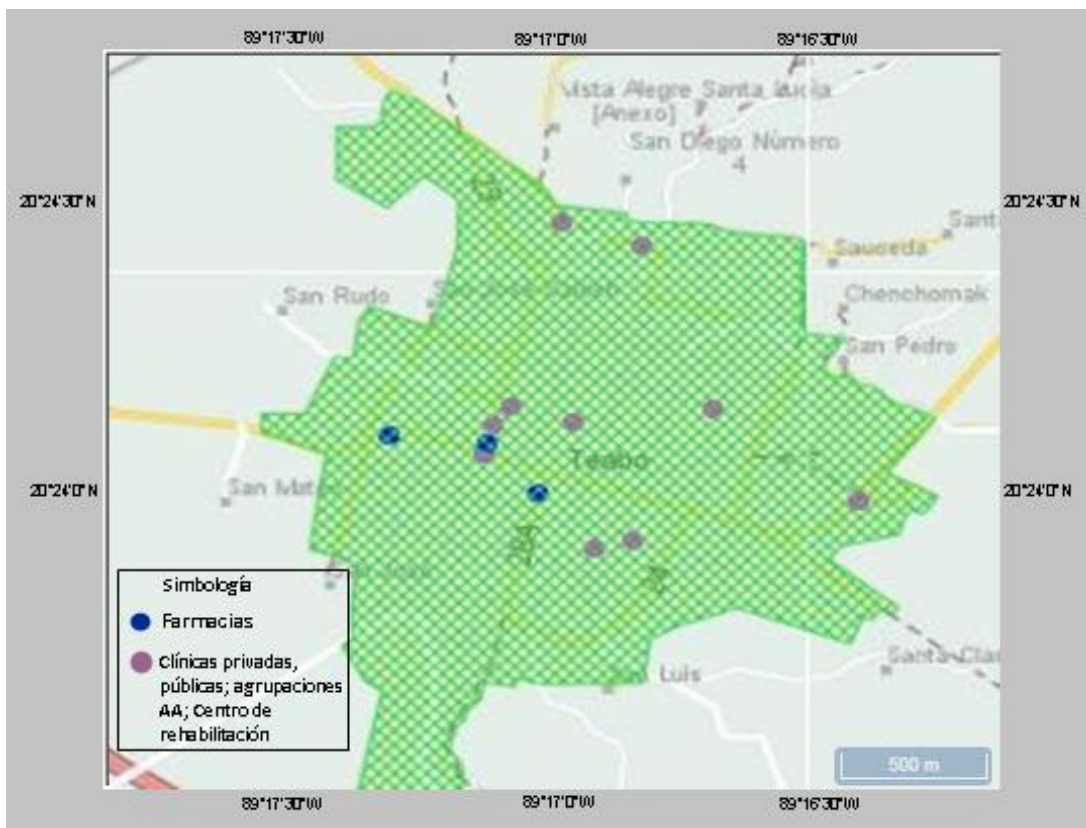 89°17'30"W 89°17'0"W 89°16'30"W
Vista Alegre Santa Lucia
[Anexo]
San Diego Número
4
20°24'30"N 20°24'30"N
Sauceda
San Rudo
Chenchomak
San Pedro
Teabo
San
20°24'0"N 20°24'0"N
284
Simbología
Farmacias
Clínicas privadas,
públicas; agrupaciones
AA; Centro de
rehabilitación
Luis
500 m
89°17'30"W 89°17'0"W 89°16'30"W